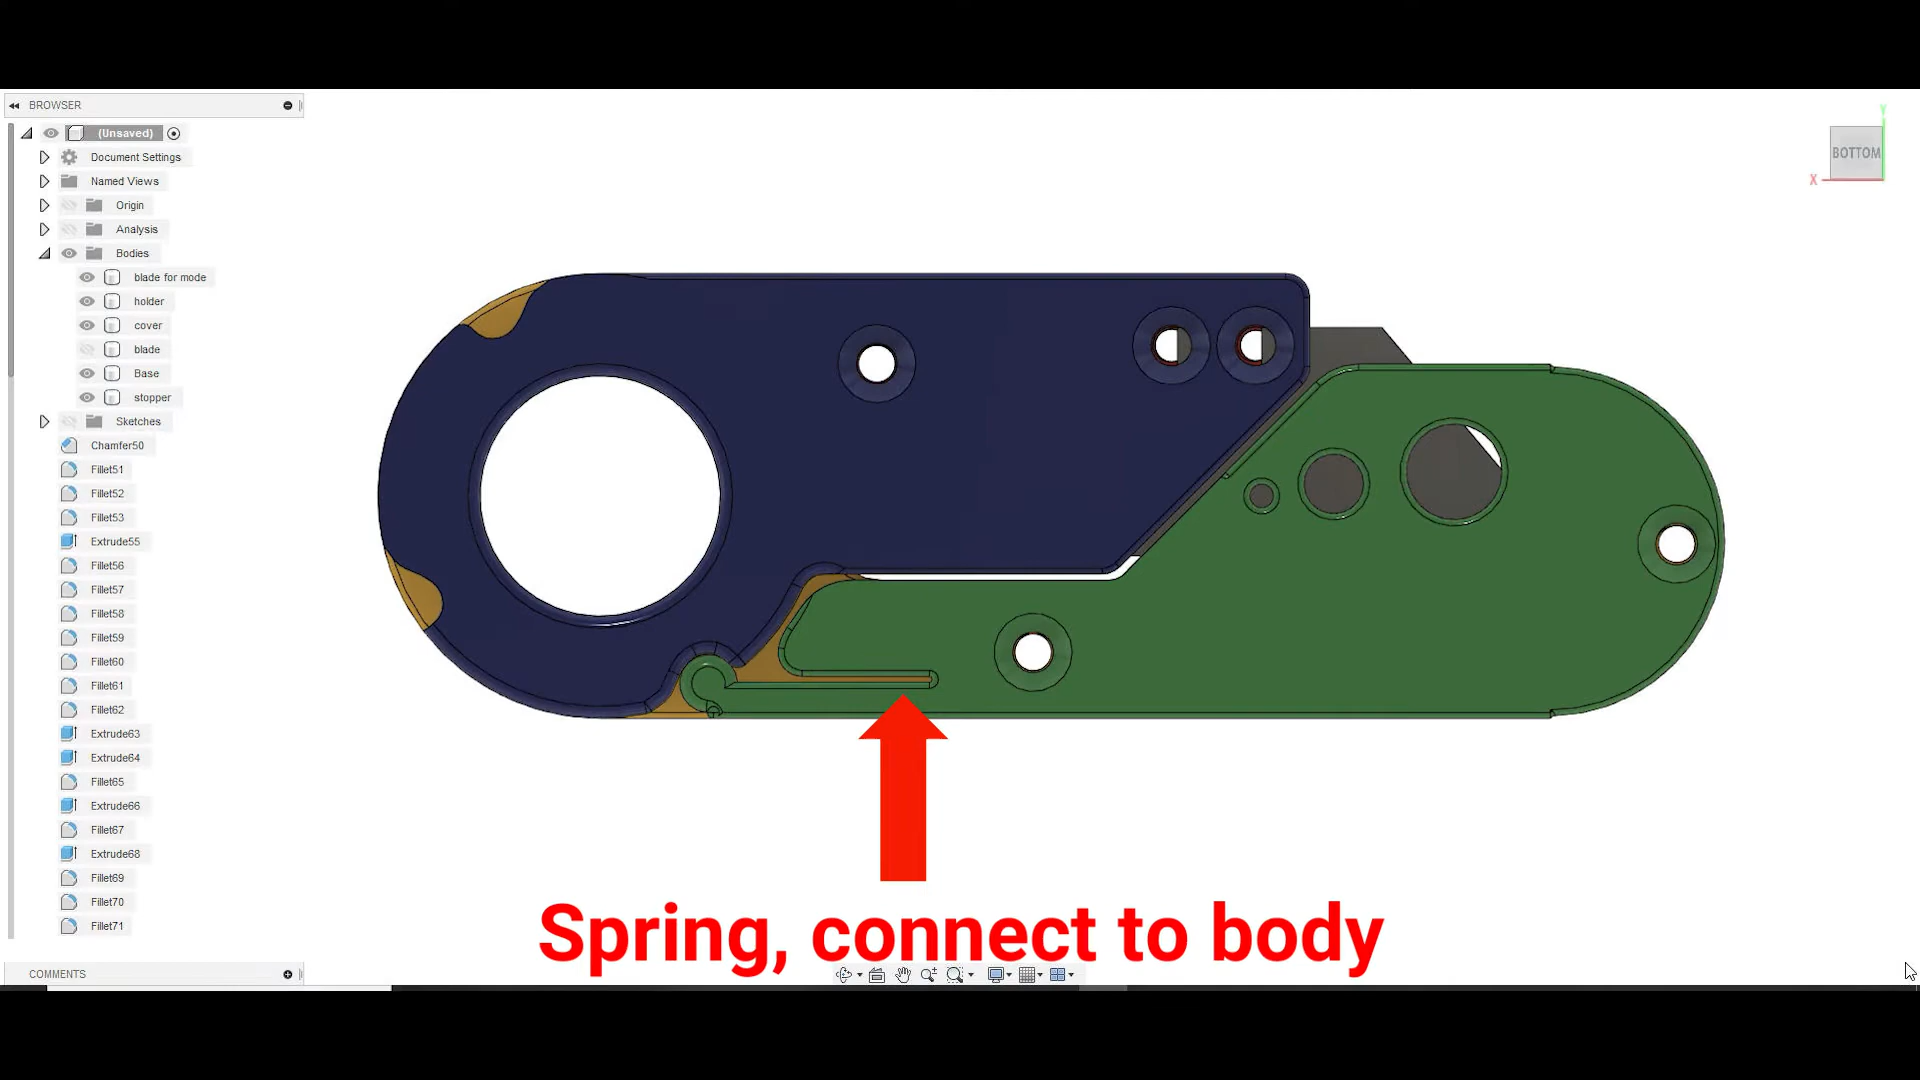 BROWSER
(Unsaved)
Document Settings
Named Views
Origin
Analysis
Bodies
blade for mode
holder
cover
blade
Base
stopper
Sketches
Chamfer50
Fillet51
Fillet52
Fillet53
Extrude55
Fillet56
Fillet57
Fillet58
Fillet59
Fillet60
Fillet61
Fillet62
Extrude63
Extrude64
Fillet65
Extrude66
Fillet67
Extrude68
Fillet69
Fillet70
Fillet71
COMMENTS
Y
BOTTOM
X
Spring, connect to body